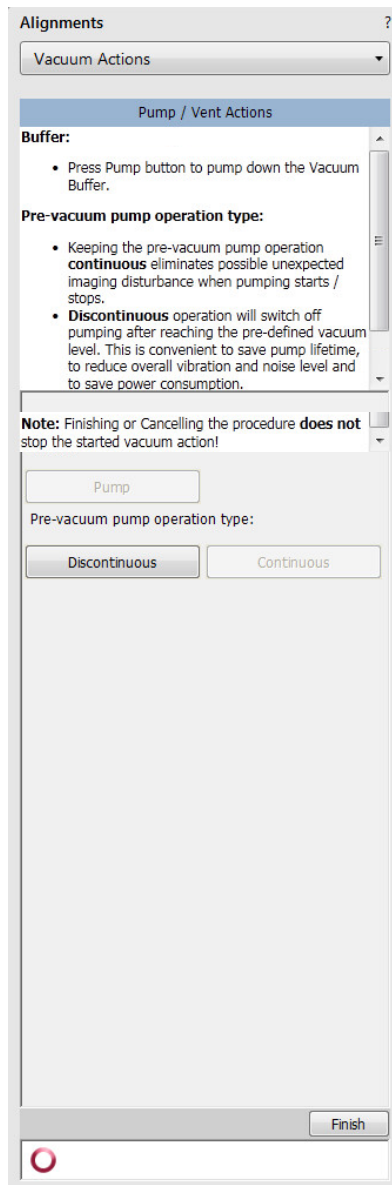 Alignments ?
Vacuum Actions
Pump / Vent Actions
Buffer:
• Press Pump button to pump down the Vacuum
Buffer.
Pre-vacuum pump operation type:
• Keeping the pre-vacuum pump operation
continuous eliminates possible unexpected
imaging disturbance when pumping starts /
stops.
• Discontinuous operation will switch off
pumping after reaching the pre-defined vacuum
level. This is convenient to save pump lifetime,
to reduce overall vibration and noise level and
to save power consumption.
Note: Finishing or Cancelling the procedure does not
stop the started vacuum action!
Pump
Pre-vacuum pump operation type:
Discontinuous Continuous
Finish